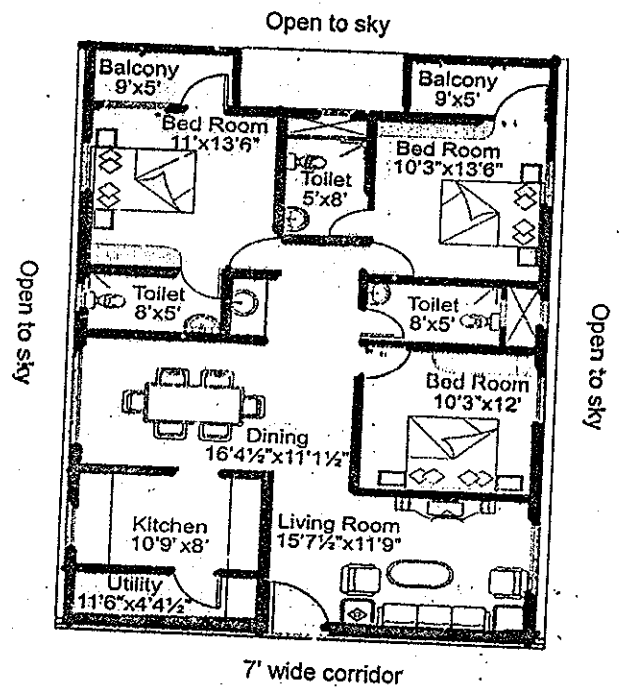 Open to sky
Balcony
9'x5'
Balcony
9'x5'
Bed Room
11'x13'6"
Bed Room
10'3"x13'6"
Toilet
5'x8'
Open to sky
Toilet
8'x5'
Toilet
8'x5'
Open to sky
Bed Room
10'3"x12'
Dining
16'4½"x11'1½"
Kitchen
10'9'x8'
Living Room
15'7½"x11'9"
Utility
11'6"x4'4½"
7' wide corridor